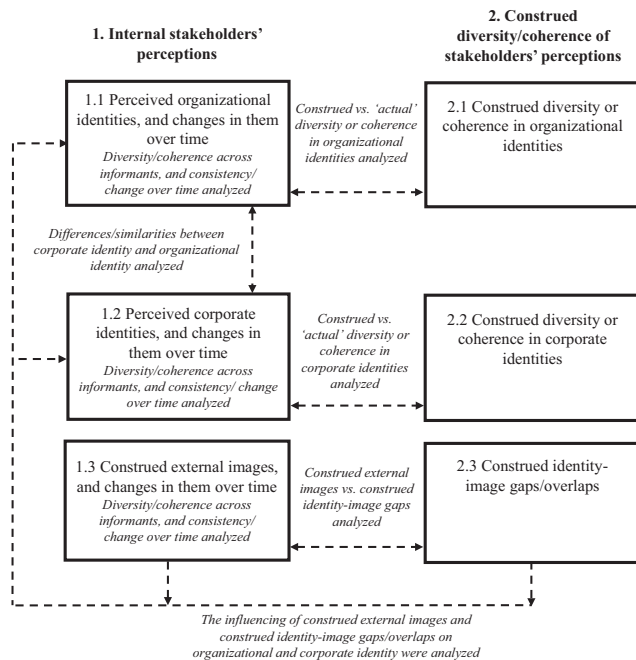 1. Internal stakeholders’
perceptions
2. Construed
diversity/coherence of
stakeholders’ perceptions
1.1 Perceived organizational
identities, and changes in them
over time
Diversity/coherence across
informants, and consistency/
change over time analyzed
Construed vs. ‘actual’
diversity or coherence
in organizational
identities analyzed
2.1 Construed diversity or
coherence in organizational
identities
Differences/similarities between
corporate identity and organizational
identity analyzed
1.2 Perceived corporate
identities, and changes in
them over time
Diversity/coherence across
informants, and consistency/ change
over time analyzed
Construed vs.
‘actual’ diversity or
coherence in
corporate identities
analyzed
2.2 Construed diversity or
coherence in corporate
identities
1.3 Construed external images,
and changes in them over time
Diversity/coherence across
informants, and consistency/
change over time analyzed
Construed external
images vs. construed
identity-image gaps
analyzed
2.3 Construed identity-
image gaps/overlaps
The influencing of construed external images and
construed identity-image gaps/overlaps on
organizational and corporate identity were analyzed